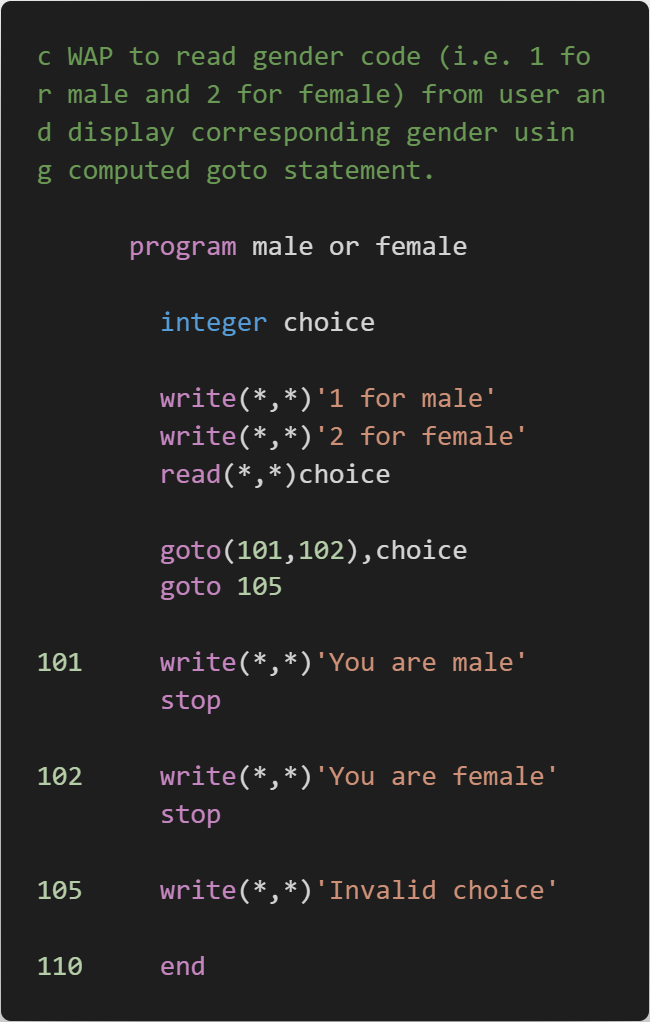 c WAP to read gender code (i.e. 1 fo
r male and 2 for female) from user an
d display corresponding gender usin
g computed goto statement.
program male or female
integer choice
write(*,*)'1 for male'
write(*,*)'2 for female'
read(*,*)choice
goto(101,102),choice
goto 105
101 write(*,*)'You are male'
stop
102 write(*,*)'You are female'
stop
105 write(*,*)'Invalid choice'
110 end